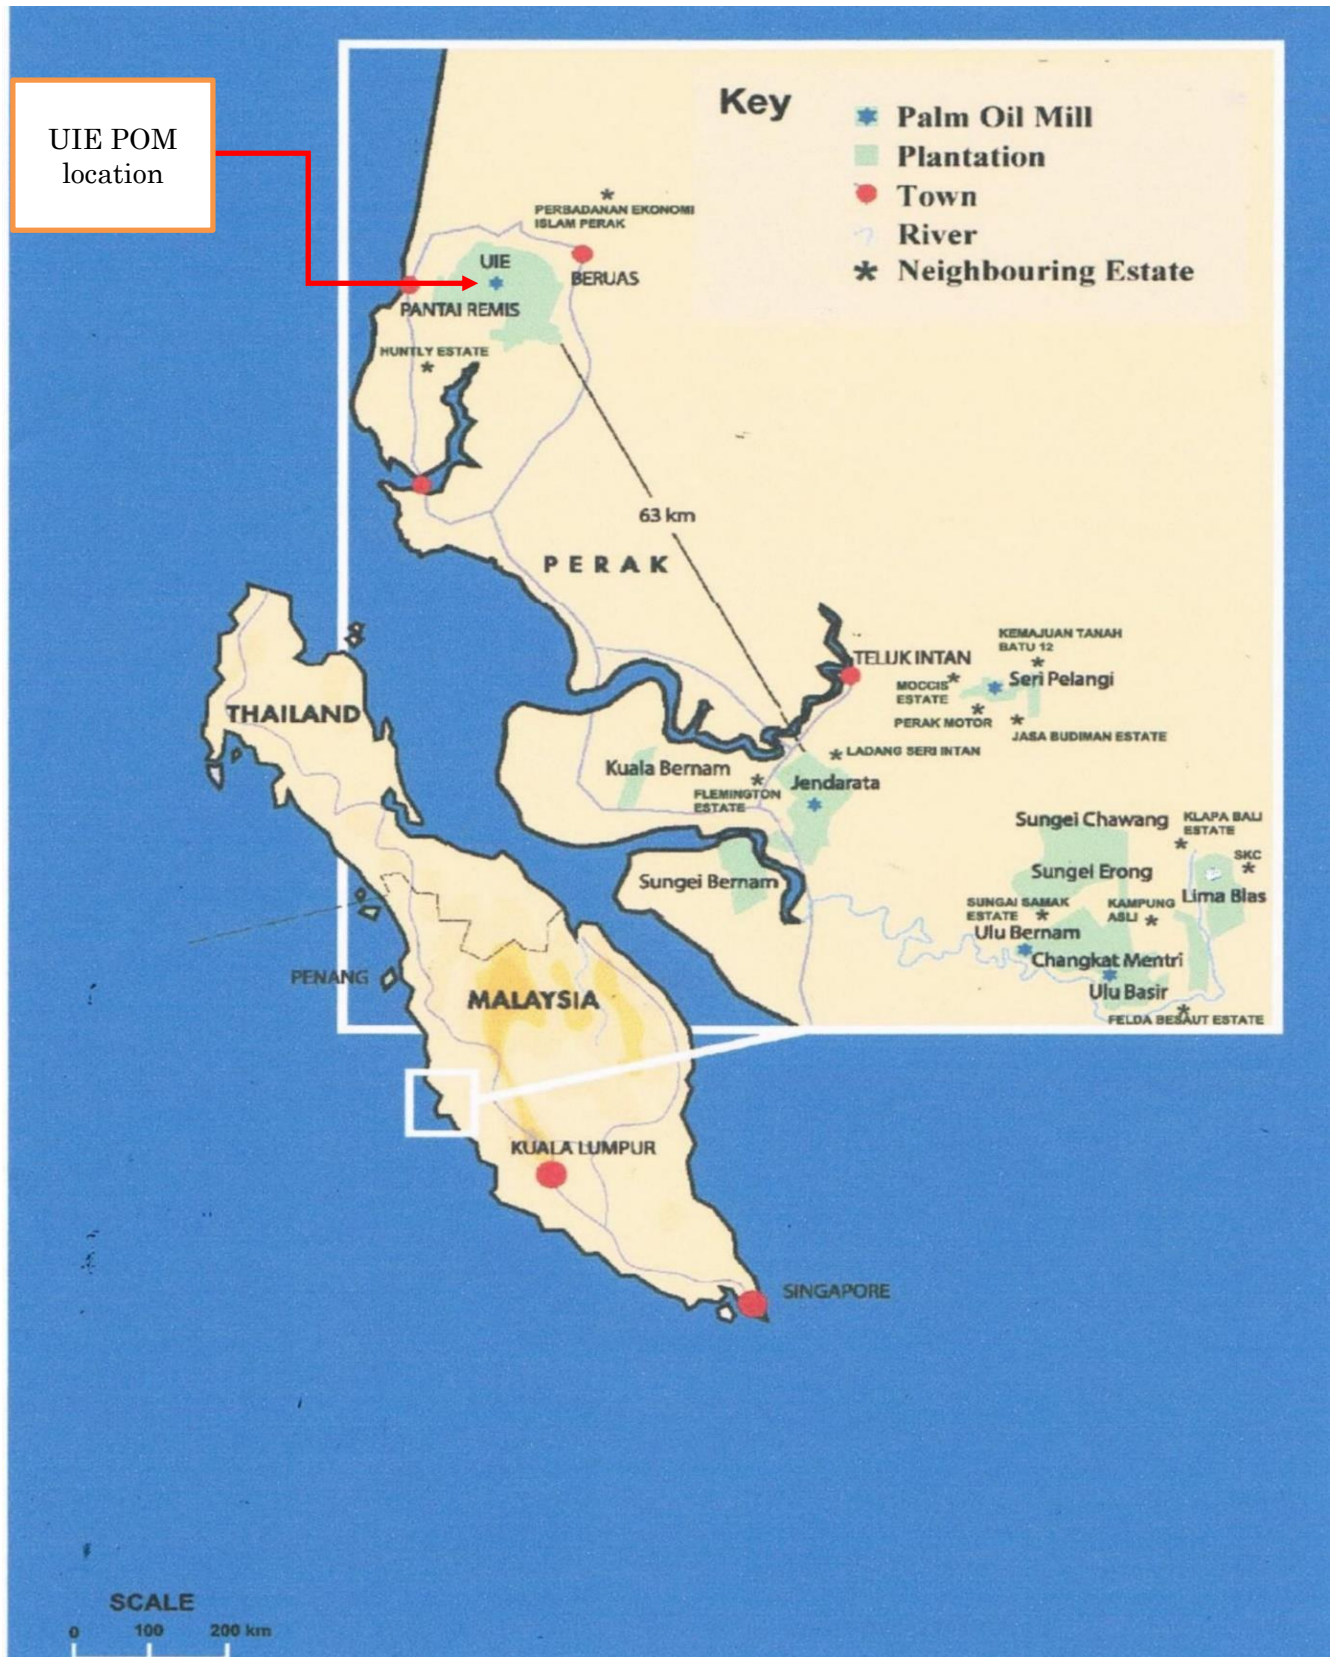 UIE POM
location
Key
Palm Oil Mill
Plantation
Town
River
Neighbouring Estate
PERBADANAN EKONOMI
ISLAM PERAK
UIE
BERUAS
PANTAI REMIS
HUNTLY ESTATE
63 km
PERAK
TELUK INTAN
KEMAJUAN TANAH
BATU 12
MOCCIS
ESTATE
Seri Pelangi
PERAK MOTOR
JASA BUDIMAN ESTATE
LADANG SERI INTAN
Kuala Bernam
FLEMINGTON
ESTATE
Jendarata
Sungei Chawang
KLAPA BALI
ESTATE
SKC
Sungei Erong
Lima Blas
Sungei Bernam
SUNGAI SAMAK
ESTATE
KAMPUNG
ASLI
Ulu Bernam
Changkat Mentri
Ulu Basir
FELDA BESAUT ESTATE
THAILAND
PENANG
MALAYSIA
KUALA LUMPUR
SINGAPORE
SCALE
0 100 200 km